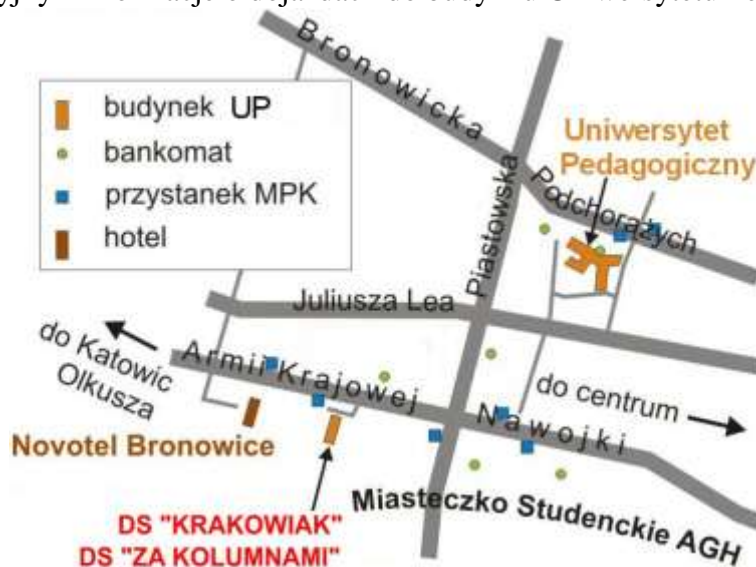 Bronowicka
budynek UP
bankomat
przystanek MPK
hotel
Uniwersytet
Pedagogiczny
Podchorążych
Piastowska
Juliusza Lea
do Katowic
Olkusza
Armii Krajowej
Nawojki
do centrum
Novotel Bronowice
Miasteczko Studenckie AGH
DS "KRAKOWIAK"
DS "ZA KOLUMNAMI"